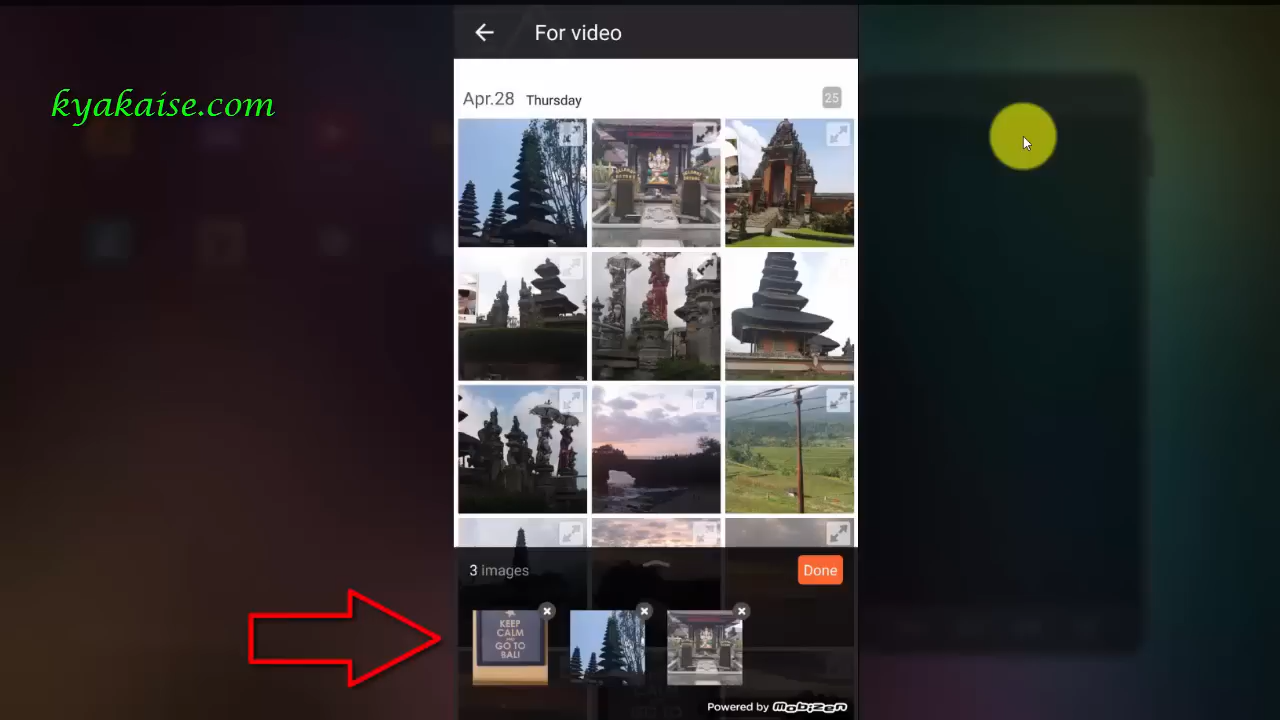 For video
kyakaise.com
Apr.28 Thursday 25
3 images
Done
KEEP
CALM
AND
GO TO
BALI
Powered by mobizen